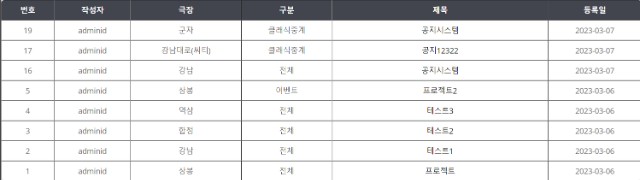 번호 작성자 극장 구분 제목 등록일
19 adminid 군자 클래식중계 공지시스템 2023-03-07
17 adminid 강남대로(씨티) 클래식중계 공지12322 2023-03-07
16 adminid 강남 전체 공지시스템 2023-03-07
5 adminid 상봉 이벤트 프로젝트2 2023-03-06
4 adminid 역삼 전체 테스트3 2023-03-06
3 adminid 합정 전체 테스트2 2023-03-06
2 adminid 강남 전체 테스트1 2023-03-06
1 adminid 상봉 전체 프로젝트 2023-03-06